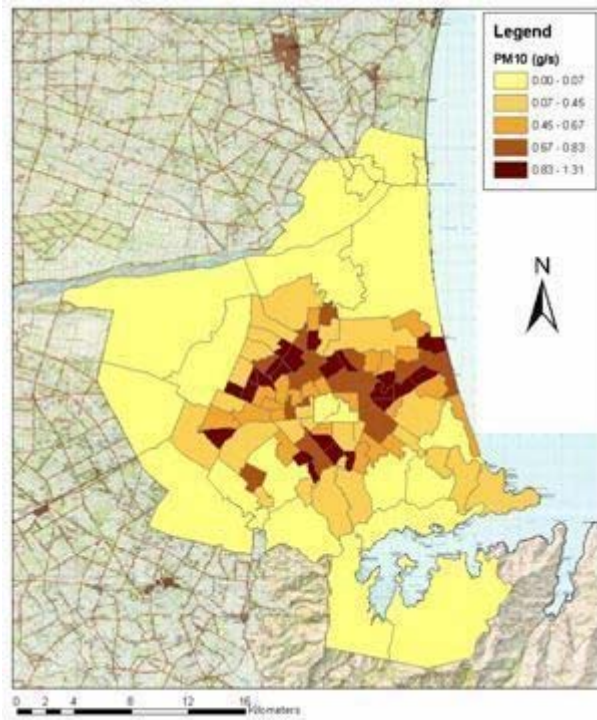 Legend
PM10 (g/s)
0.00 - 0.07
0.07 - 0.45
0.45 - 0.67
0.67 - 0.83
0.83 - 1.31
N
0 2 4 8 12 16
Kilometers